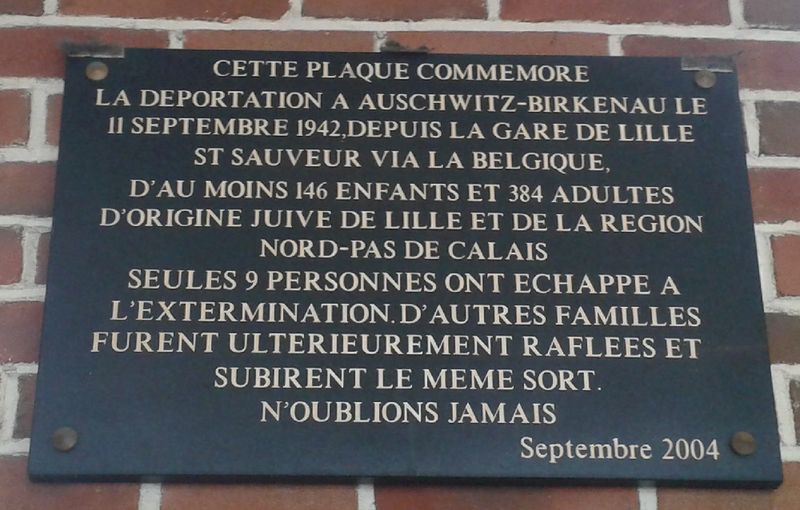 CETTE PLAQUE COMMEMORE
LA DEPORTATION A AUSCHWITZ-BIRKENAU LE
11 SEPTEMBRE 1942,DEPUIS LA GARE DE LILLE
ST SAUVEUR VIA LA BELGIQUE,
D'AU MOINS 146 ENFANTS ET 384 ADULTES
D'ORIGINE JUIVE DE LILLE ET DE LA REGION
NORD-PAS DE CALAIS
SEULES 9 PERSONNES ONT ECHAPPE A
L'EXTERMINATION.D'AUTRES FAMILLES
FURENT ULTERIEUREMENT RAFLEES ET
SUBIRENT LE MEME SORT.
N'OUBLIONS JAMAIS
Septembre 2004